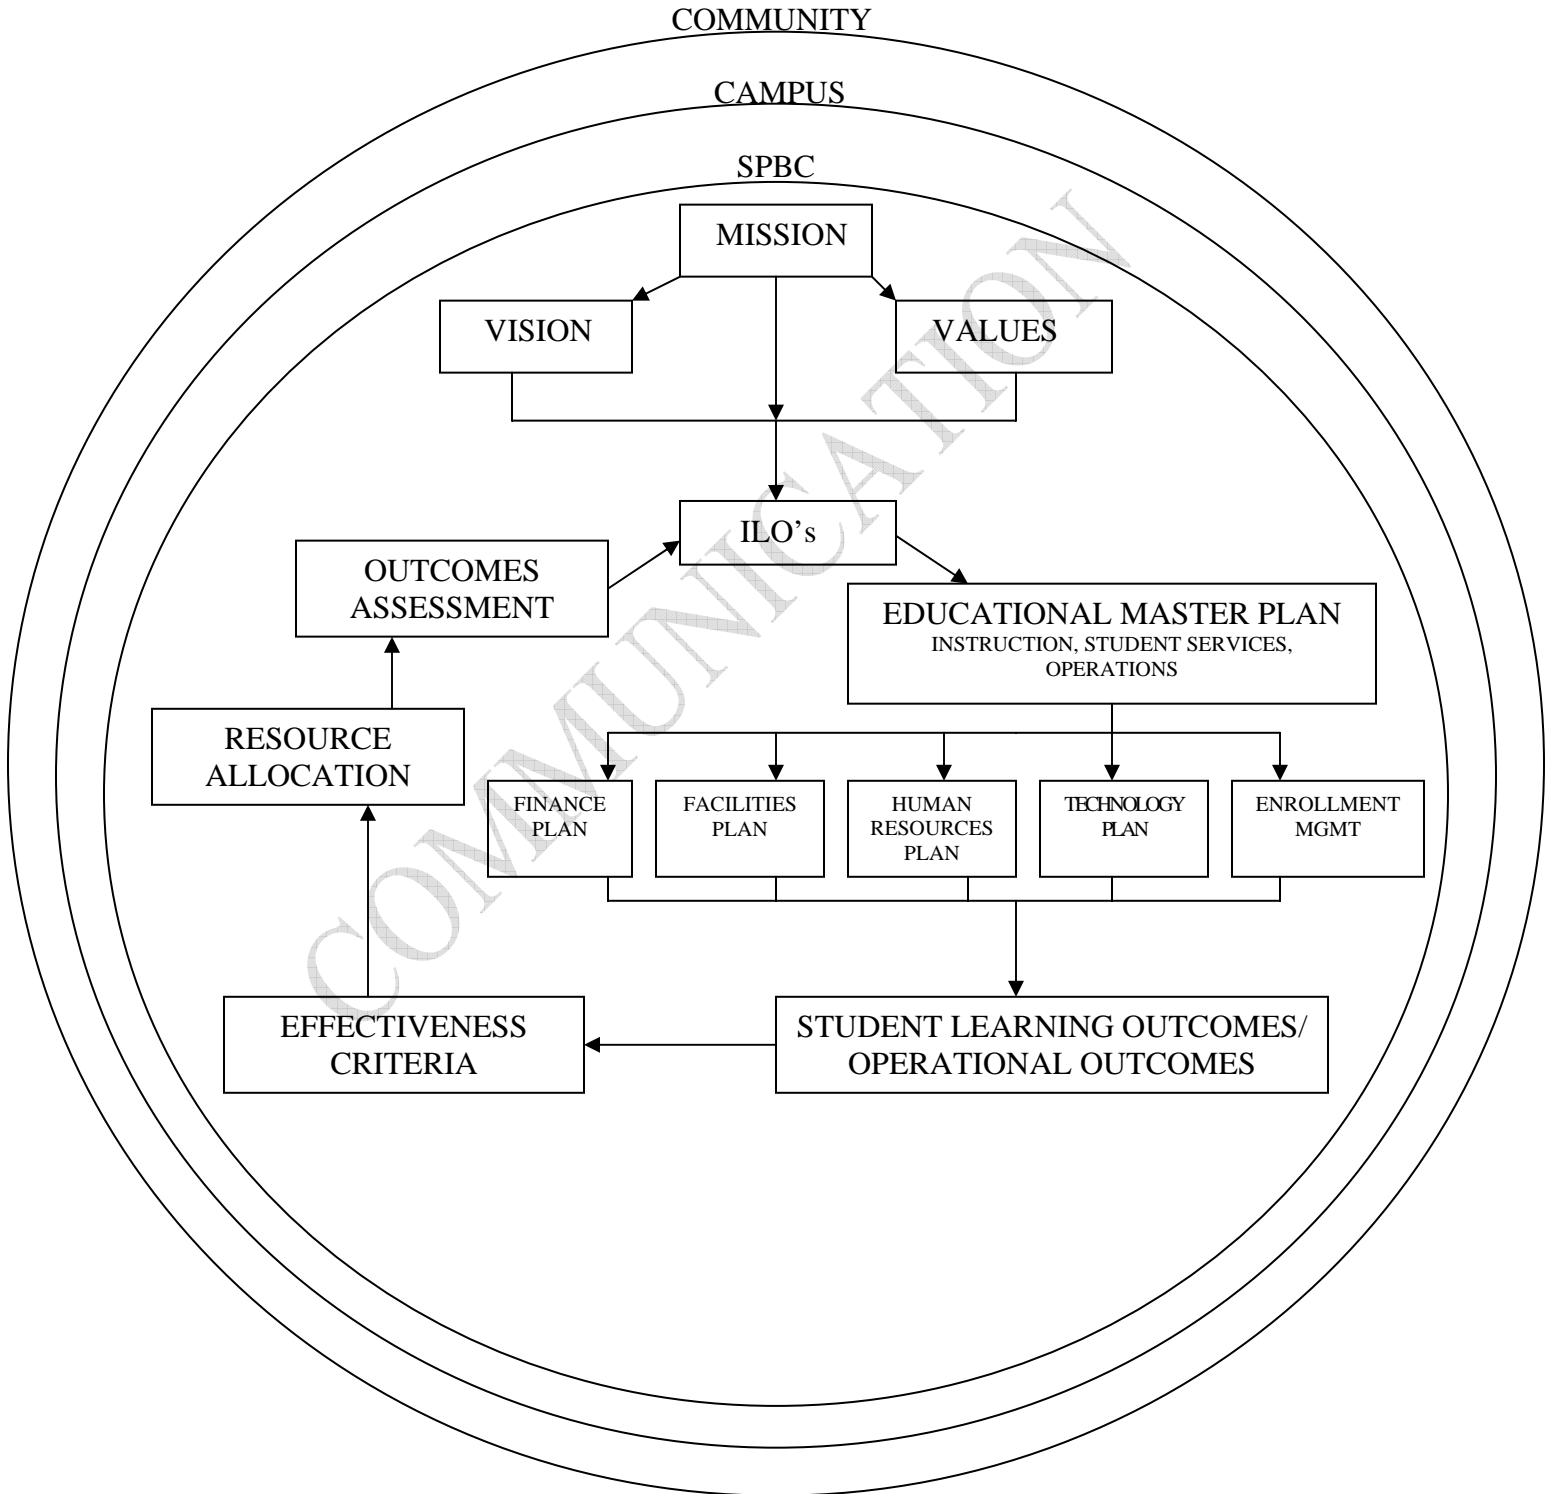 COMMUNITY
CAMPUS
SPBC
MISSION
VISION
VALUES
ILO’s
OUTCOMES
ASSESSMENT
EDUCATIONAL MASTER PLAN
INSTRUCTION, STUDENT SERVICES,
OPERATIONS
RESOURCE
ALLOCATION
FINANCE
PLAN
FACILITIES
PLAN
HUMAN
RESOURCES
PLAN
TECHNOLOGY
PLAN
ENROLLMENT
MGMT
EFFECTIVENESS
CRITERIA
STUDENT LEARNING OUTCOMES/
OPERATIONAL OUTCOMES
COMMUNICATION